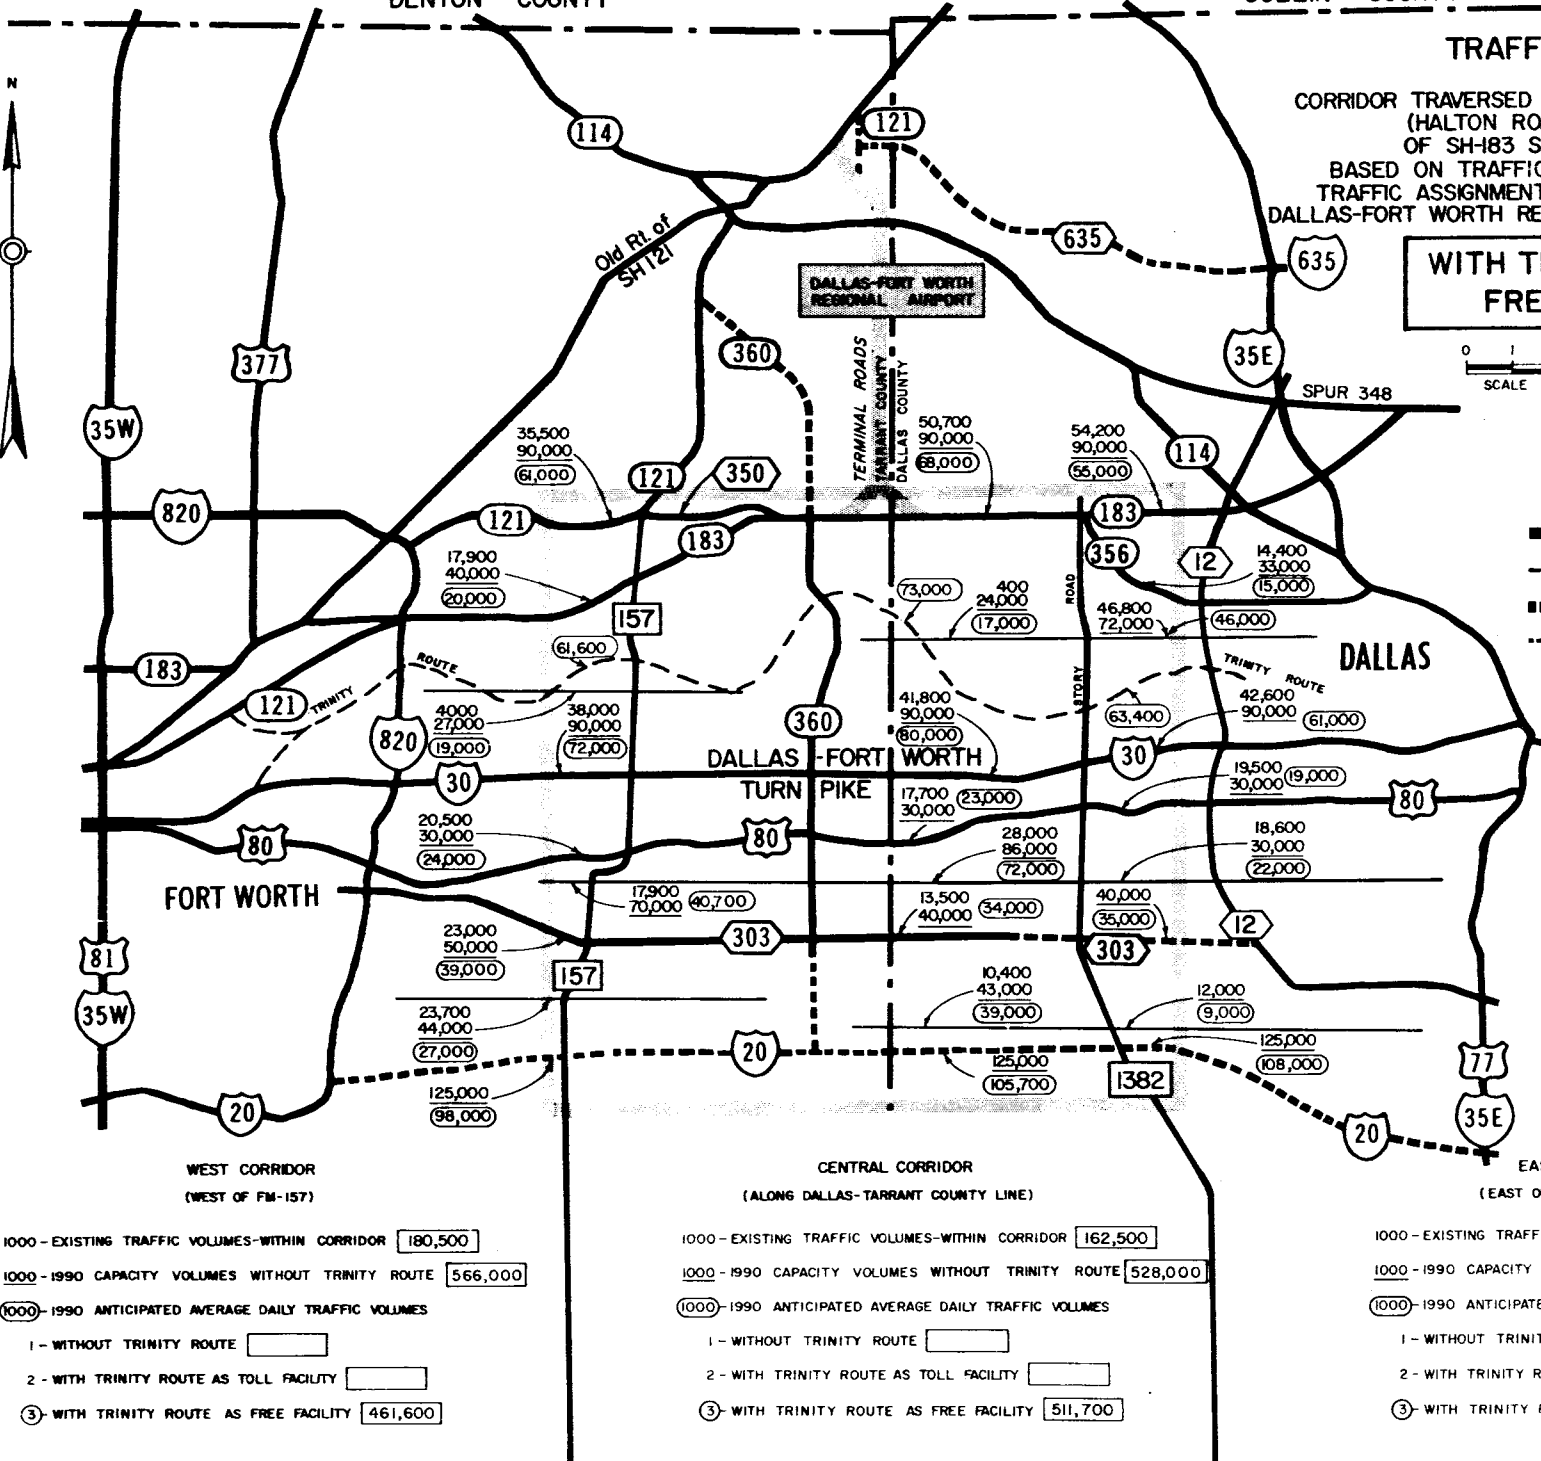 DENTON COUNTY
COLLIN COUNTY
TRAFF
CORRIDOR TRAVERSED
(HALTON RO
OF SH-183 S
BASED ON TRAFFIC
TRAFFIC ASSIGNMENT
DALLAS-FORT WORTH RE
WITH T
FRE
0 1
SCALE
N
114
121
635
635
Old Rt. of
SH 121
DALLAS-FORT WORTH
REGIONAL AIRPORT
377
360
35E
SPUR 348
TERMINAL ROADS
TARRANT COUNTY
DALLAS COUNTY
35W
35,500
90,000
61,000
50,700
90,000
68,000
54,200
90,000
55,000
114
121
350
820
121
183
183
17,900
40,000
20,000
356
12
14,400
33,000
15,000
ROAD
STORY
73,000
400
24,000
17,000
46,800
72,000
46,000
157
61,600
DALLAS
183
ROUTE
TRINITY
121
TRINITY ROUTE
4000
27,000
19,000
38,000
90,000
72,000
41,800
90,000
80,000
63,400
42,600
90,000
61,000
820
360
DALLAS-FORT WORTH
TURN PIKE
30
30
19,500
30,000
19,000
17,700
30,000
23,000
80
20,500
30,000
24,000
80
80
28,000
86,000
72,000
18,600
30,000
22,000
FORT WORTH
17,900
70,000
40,700
13,500
40,000
34,000
40,000
35,000
23,000
50,000
39,000
303
303
12
81
157
10,400
43,000
39,000
12,000
9,000
35W
23,700
44,000
27,000
20
125,000
105,700
125,000
108,000
77
1382
125,000
98,000
20
20
35E
WEST CORRIDOR
(WEST OF FM-157)
1000 - EXISTING TRAFFIC VOLUMES-WITHIN CORRIDOR 180,500
1000 - 1990 CAPACITY VOLUMES WITHOUT TRINITY ROUTE 566,000
1000 - 1990 ANTICIPATED AVERAGE DAILY TRAFFIC VOLUMES
1 - WITHOUT TRINITY ROUTE
2 - WITH TRINITY ROUTE AS TOLL FACILITY
3 - WITH TRINITY ROUTE AS FREE FACILITY 461,600
CENTRAL CORRIDOR
(ALONG DALLAS-TARRANT COUNTY LINE)
1000 - EXISTING TRAFFIC VOLUMES-WITHIN CORRIDOR 162,500
1000 - 1990 CAPACITY VOLUMES WITHOUT TRINITY ROUTE 528,000
1000 - 1990 ANTICIPATED AVERAGE DAILY TRAFFIC VOLUMES
1 - WITHOUT TRINITY ROUTE
2 - WITH TRINITY ROUTE AS TOLL FACILITY
3 - WITH TRINITY ROUTE AS FREE FACILITY 511,700
EA
(EAST O
1000 - EXISTING TRAFF
1000 - 1990 CAPACITY
1000 - 1990 ANTICIPATE
1 - WITHOUT TRINIT
2 - WITH TRINITY R
3 - WITH TRINITY